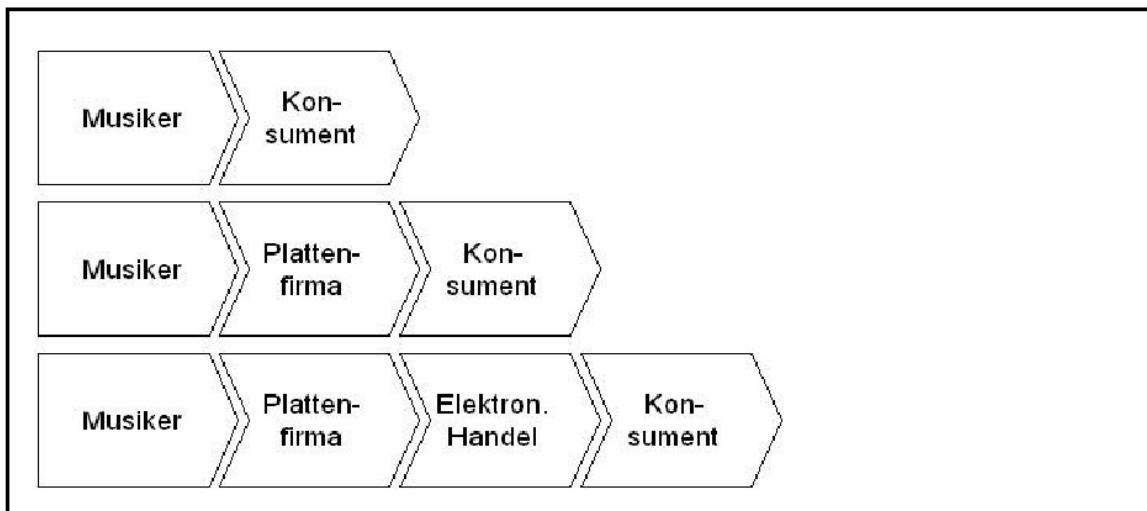 Musiker
Kon-
sument
Musiker
Platten-
firma
Kon-
sument
Musiker
Platten-
firma
Elektron.
Handel
Kon-
sument